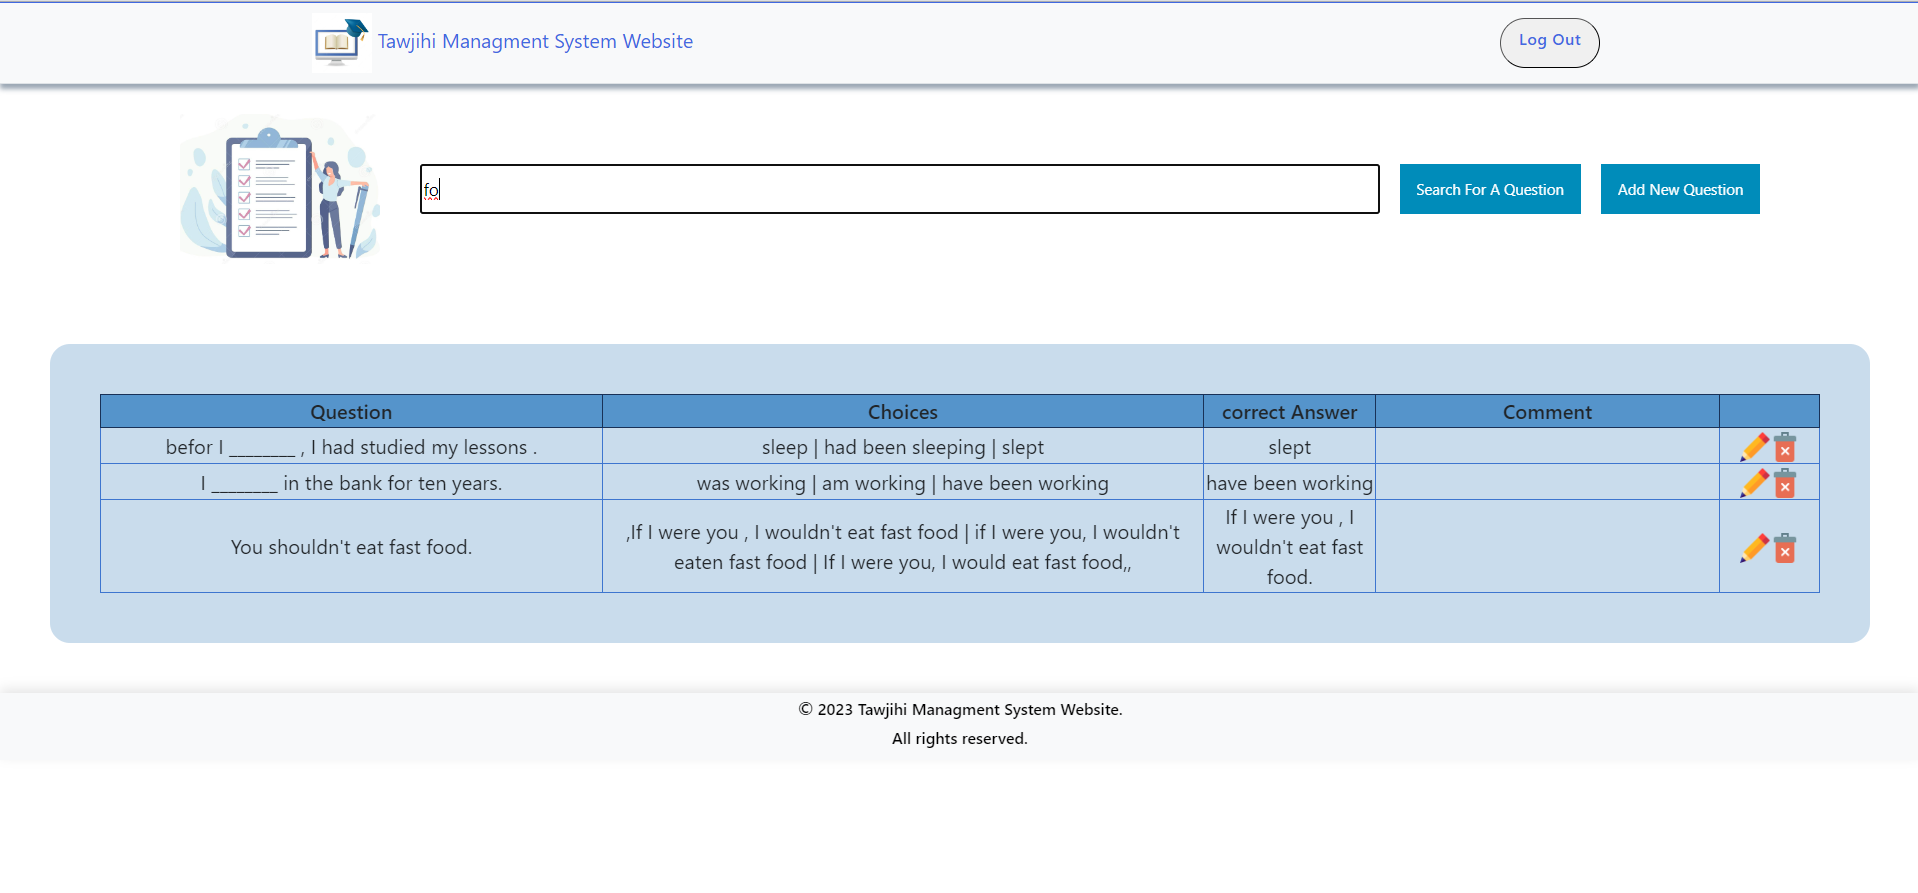 Tawjihi Managment System Website
Log Out
fo
Search For A Question
Add New Question
Question
Choices
correct Answer
Comment
befor I ________ , I had studied my lessons .
sleep | had been sleeping | slept
slept
I ________ in the bank for ten years.
was working | am working | have been working
have been working
You shouldn't eat fast food.
,If I were you , I wouldn't eat fast food | if I were you, I wouldn't
eaten fast food | If I were you, I would eat fast food,,
If I were you , I
wouldn't eat fast
food.
© 2023 Tawjihi Managment System Website.
All rights reserved.